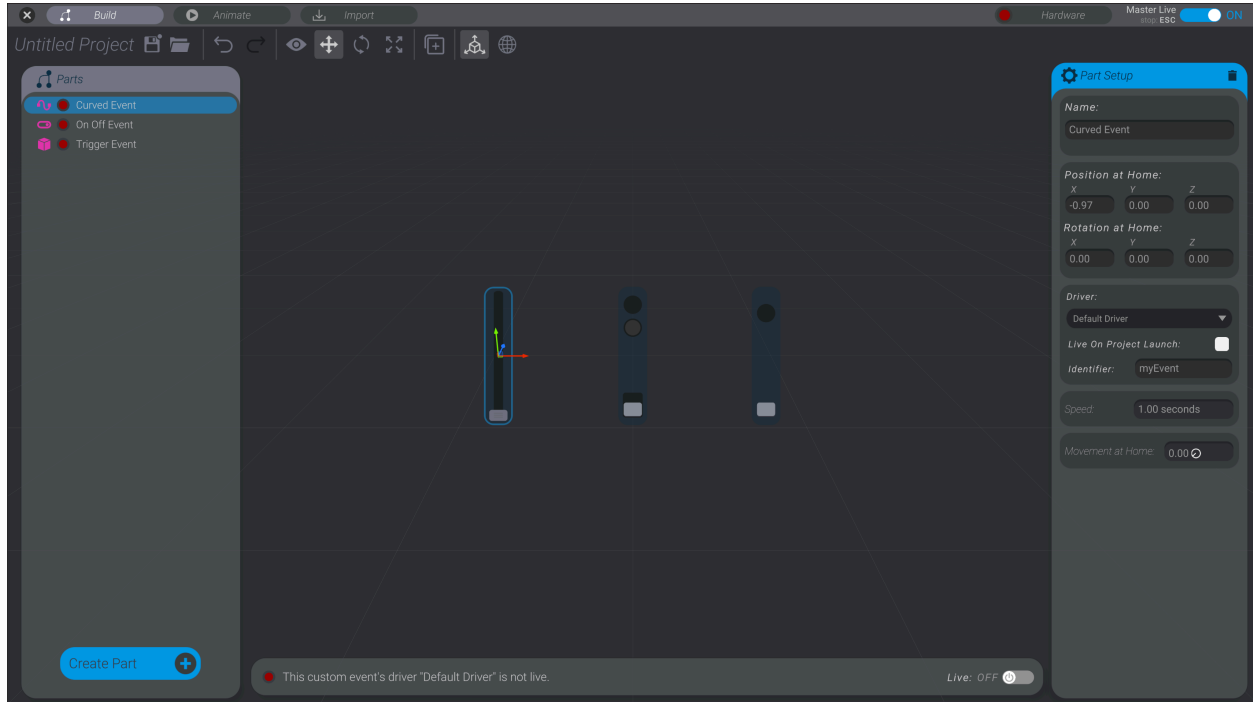 Build
Animate
Import
Hardware
Master Live
stop: ESC
ON
Untitled Project
Parts
Curved Event
On Off Event
Trigger Event
Create Part
This custom event's driver "Default Driver" is not live.
Live: OFF
Part Setup
Name:
Curved Event
Position at Home:
X Y Z
-0.97 0.00 0.00
Rotation at Home:
X Y Z
0.00 0.00 0.00
Driver:
Default Driver
Live On Project Launch:
Identifier: myEvent
Speed: 1.00 seconds
Movement at Home: 0.00